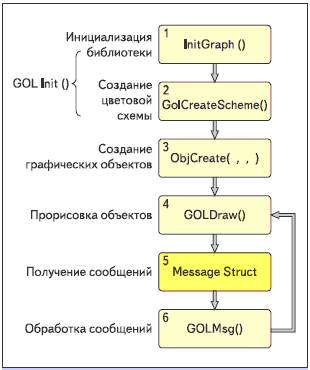 Инициализация
библиотеки
1
InitGraph ()
GOL Init ()
Создание
цветовой
схемы
2
GolCreateScheme()
Создание
графических объектов
3
ObjCreate( , , )
Прорисовка объектов
4
GOLDraw()
Получение сообщений
5
Message Struct
Обработка сообщений
6
GOLMsg()